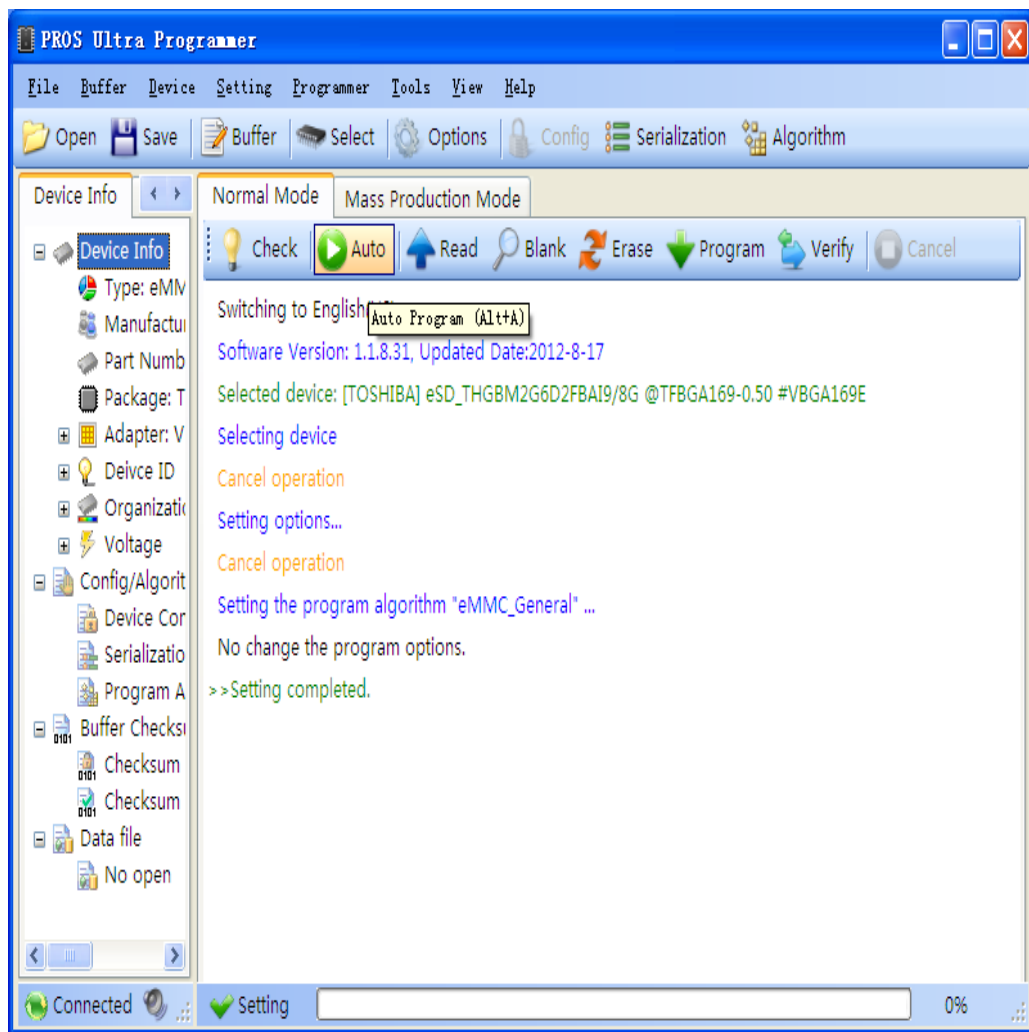 PROS Ultra Programmer
File Buffer Device Setting Programmer Tools View Help
Open Save Buffer Select Options Config Serialization Algorithm
Device Info Normal Mode Mass Production Mode
Check Auto Read Blank Erase Program Verify Cancel
Device Info
Type: eMM
Manufactu
Part Numb
Package: T
Adapter: V
Deivce ID
Organizati
Voltage
Config/Algorit
Device Con
Serializatio
Program A
Buffer Checks
Checksum
Checksum
Data file
No open
Switching to English
Auto Program (Alt+A)
Software Version: 1.1.8.31, Updated Date:2012-8-17
Selected device: [TOSHIBA] eSD_THGBM2G6D2FBAI9/8G @TFBGA169-0.50 #VBGA169E
Selecting device
Cancel operation
Setting options...
Cancel operation
Setting the program algorithm "eMMC_General" ...
No change the program options.
>>Setting completed.
Connected Setting 0%